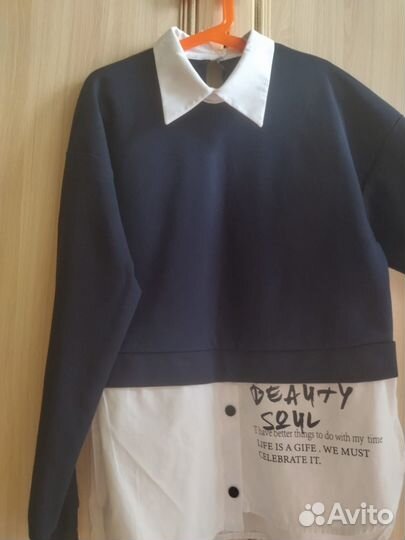 BEAUTY
SOUL
I have better things to do with my time
LIFE IS A GIFE . WE MUST
CELEBRATE IT.
Avito